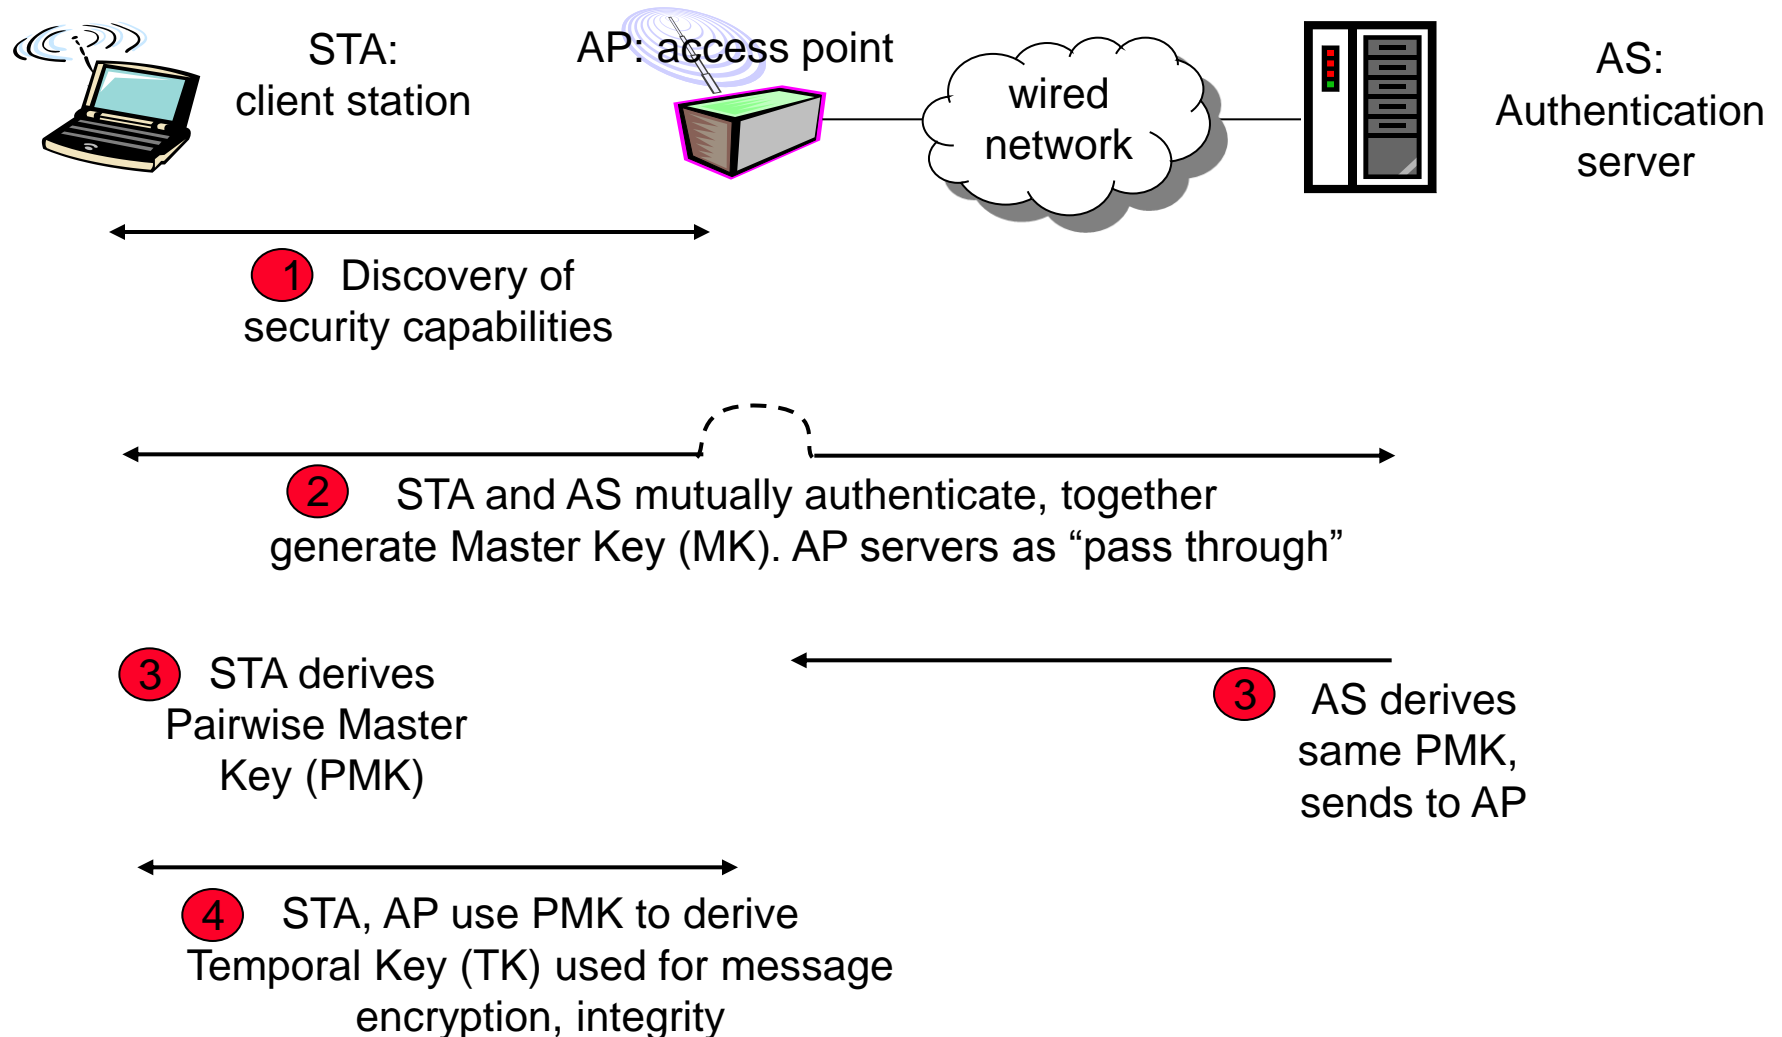 STA:
client station
AP: access point
wired
network
AS:
Authentication
server
1 Discovery of
security capabilities
2 STA and AS mutually authenticate, together
generate Master Key (MK). AP servers as “pass through”
3 STA derives
Pairwise Master
Key (PMK)
3 AS derives
same PMK,
sends to AP
4 STA, AP use PMK to derive
Temporal Key (TK) used for message
encryption, integrity